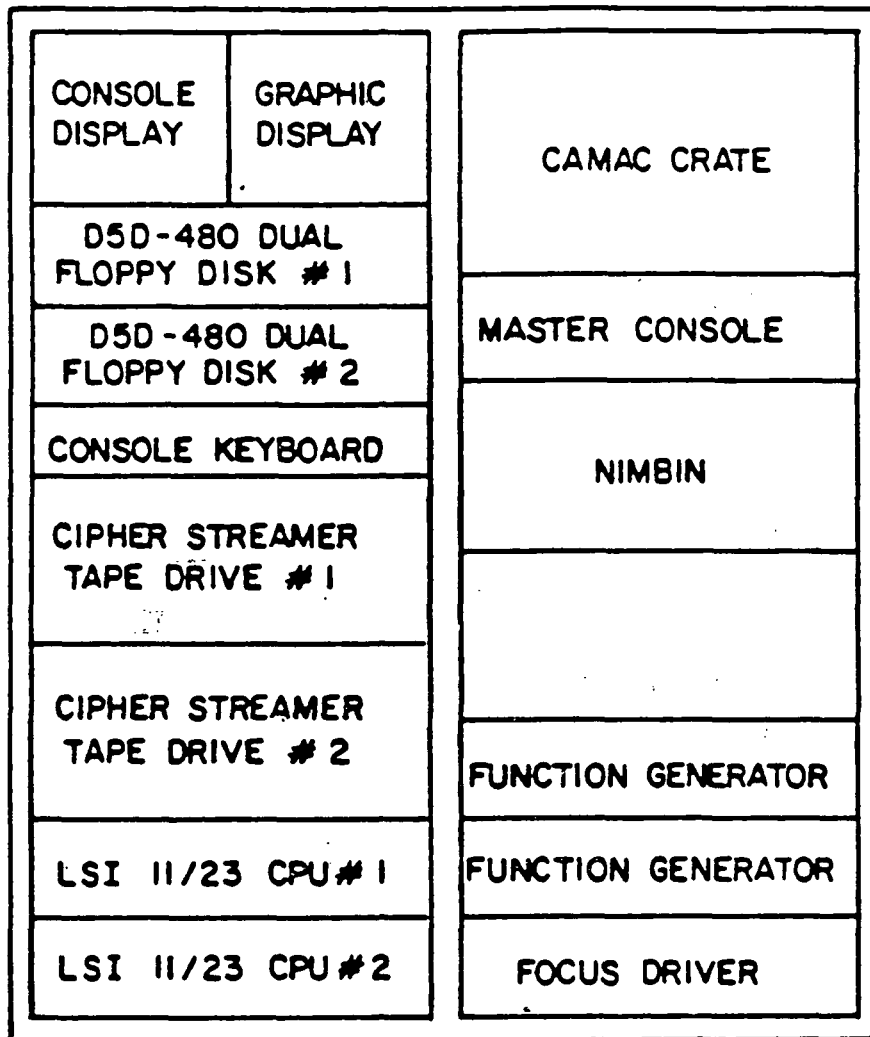 CONSOLE
DISPLAY
GRAPHIC
DISPLAY
D5D-480 DUAL
FLOPPY DISK # 1
D5D-480 DUAL
FLOPPY DISK # 2
CONSOLE KEYBOARD
CIPHER STREAMER
TAPE DRIVE # 1
CIPHER STREAMER
TAPE DRIVE # 2
LSI 11/23 CPU # 1
LSI 11/23 CPU # 2
CAMAC CRATE
MASTER CONSOLE
NIMBIN
FUNCTION GENERATOR
FUNCTION GENERATOR
FOCUS DRIVER